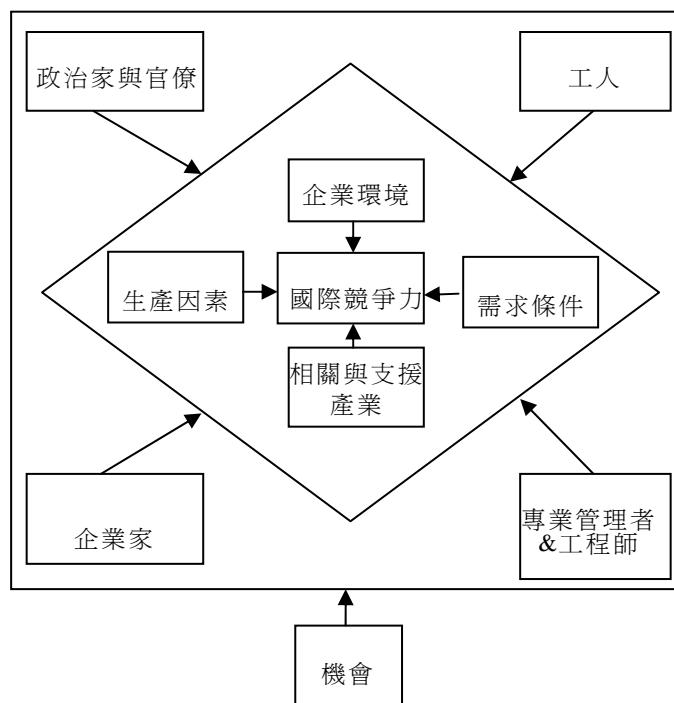 政治家與官僚
工人
企業環境
生產因素
國際競爭力
需求條件
相關與支援
產業
企業家
專業管理者
&工程師
機會